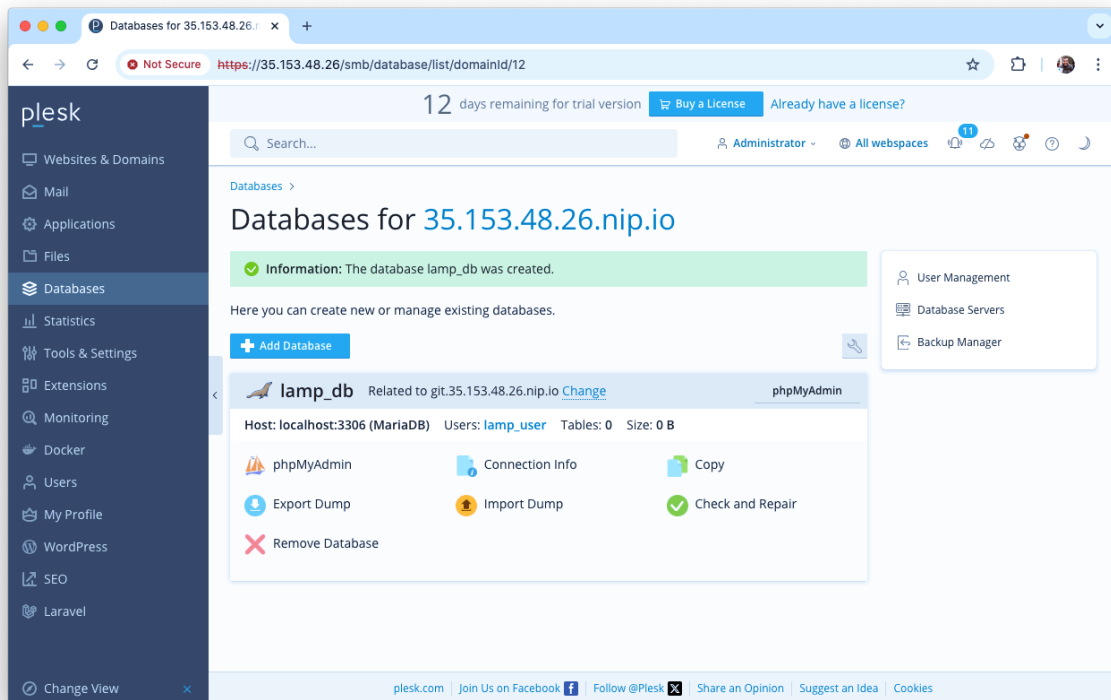 Databases for 35.153.48.26.n
Not Secure https://35.153.48.26/smb/database/list/domainId/12
plesk
12 days remaining for trial version Buy a License Already have a license?
Search... Administrator All webspaces 11
Websites & Domains
Mail
Applications
Files
Databases
Statistics
Tools & Settings
Extensions
Monitoring
Docker
Users
My Profile
WordPress
SEO
Laravel
Change View
Databases >
Databases for 35.153.48.26.nip.io
Information: The database lamp_db was created.
Here you can create new or manage existing databases.
Add Database
lamp_db Related to git.35.153.48.26.nip.io Change phpMyAdmin
Host: localhost:3306 (MariaDB) Users: lamp_user Tables: 0 Size: 0 B
phpMyAdmin Connection Info Copy
Export Dump Import Dump Check and Repair
Remove Database
User Management
Database Servers
Backup Manager
plesk.com Join Us on Facebook Follow @Plesk Share an Opinion Suggest an Idea Cookies